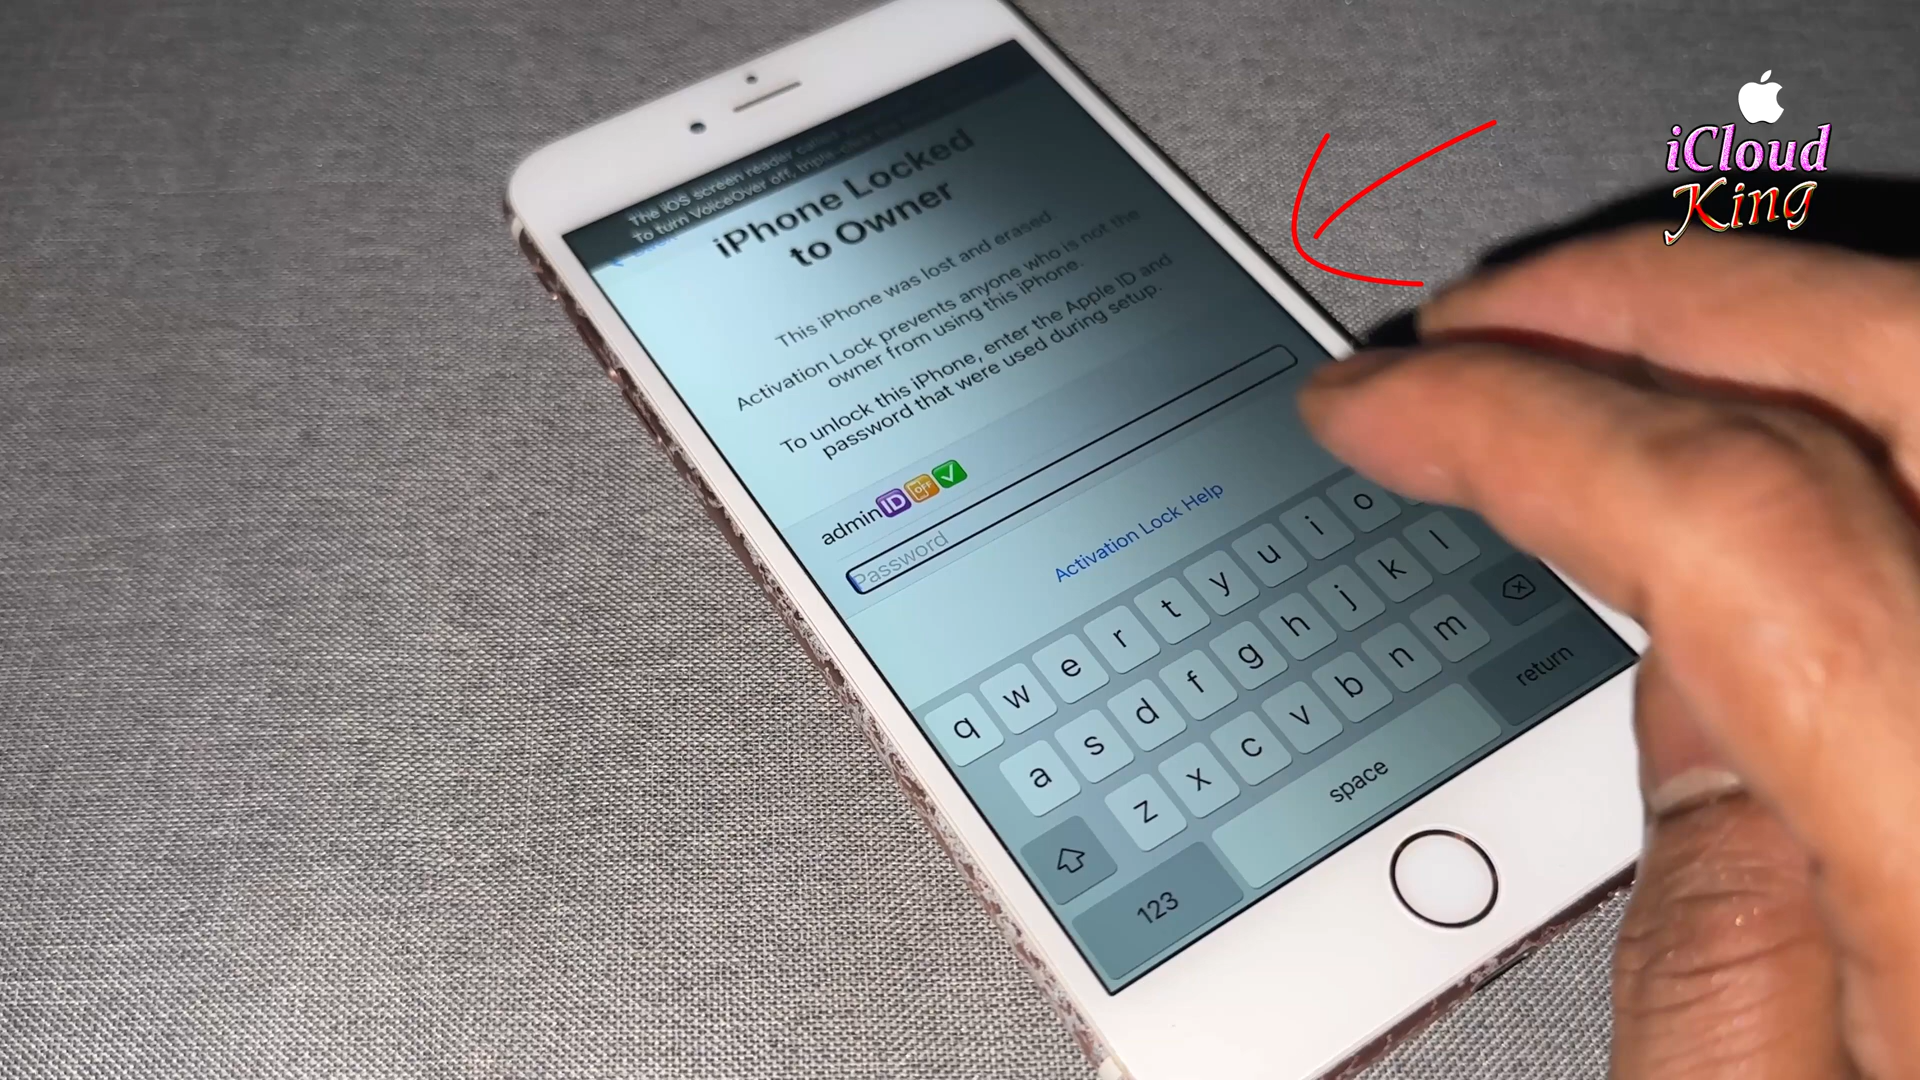 The iOS screen reader
To turn VoiceOver off, triple-click the
iPhone Locked
to Owner
This iPhone was lost and erased.
Activation Lock prevents anyone who is not the
owner from using this iPhone.
To unlock this iPhone, enter the Apple ID and
password that were used during setup.
admin🆔📴✅
Password
Activation Lock Help
q w e r t y u i o
a s d f g h j k l
z x c v b n m
123 space return
iCloud
King